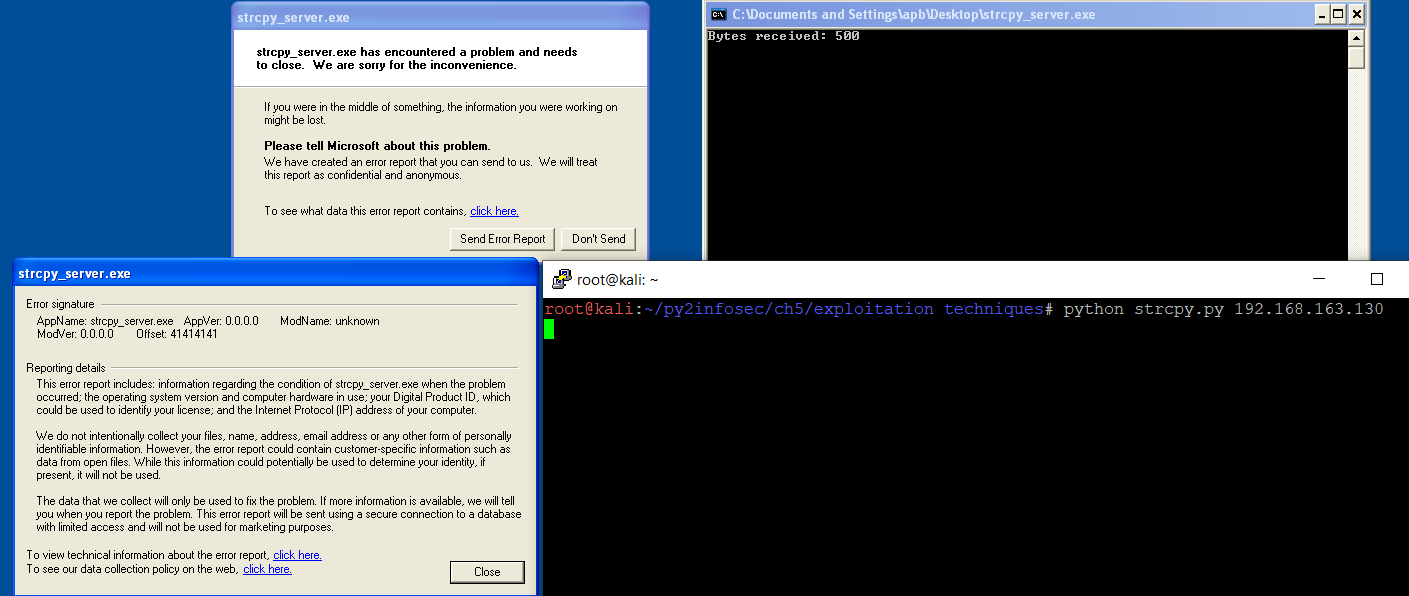 strcpy_server.exe
strcpy_server.exe has encountered a problem and needs
to close. We are sorry for the inconvenience.
If you were in the middle of something, the information you were working on
might be lost.
Please tell Microsoft about this problem.
We have created an error report that you can send to us. We will treat
this report as confidential and anonymous.
To see what data this error report contains, click here.
Send Error Report Don't Send
C:\ C:\Documents and Settings\apb\Desktop\strcpy_server.exe
Bytes received: 500
strcpy_server.exe
Error signature
AppName: strcpy_server.exe AppVer: 0.0.0.0 ModName: unknown
ModVer: 0.0.0.0 Offset: 41414141
Reporting details
This error report includes: information regarding the condition of strcpy_server.exe when the problem
occurred; the operating system version and computer hardware in use; your Digital Product ID, which
could be used to identify your license; and the Internet Protocol (IP) address of your computer.
We do not intentionally collect your files, name, address, email address or any other form of personally
identifiable information. However, the error report could contain customer-specific information such as
data from open files. While this information could potentially be used to determine your identity, if
present, it will not be used.
The data that we collect will only be used to fix the problem. If more information is available, we will tell
you when you report the problem. This error report will be sent using a secure connection to a database
with limited access and will not be used for marketing purposes.
To view technical information about the error report, click here.
To see our data collection policy on the web, click here.
Close
root@kali: ~
root@kali:~/py2infosec/ch5/exploitation techniques# python strcpy.py 192.168.163.130